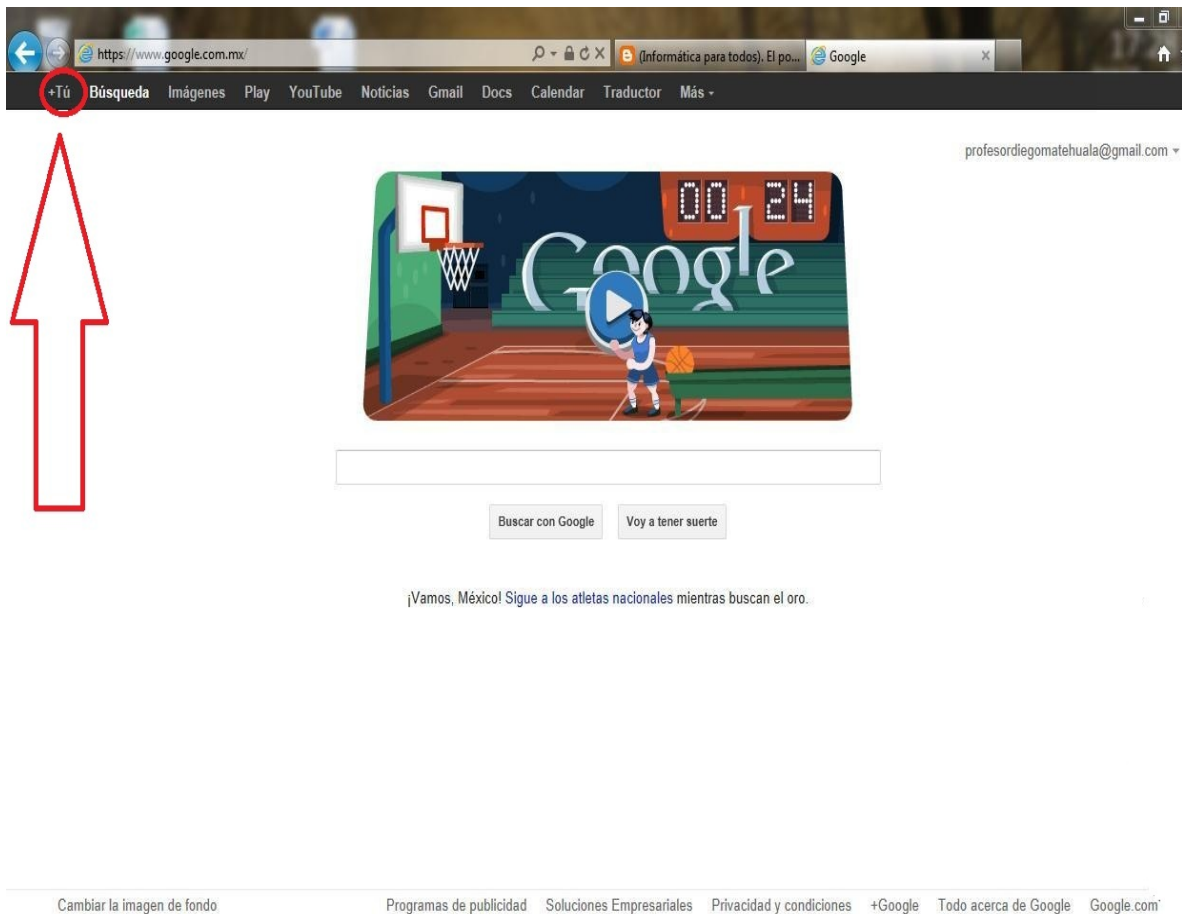 https://www.google.com.mx/
(Informática para todos). El po...
Google
+Tú Búsqueda Imágenes Play YouTube Noticias Gmail Docs Calendar Traductor Más
profesordiegomatehuala@gmail.com
00 24
Google
Buscar con Google Voy a tener suerte
¡Vamos, México! Sigue a los atletas nacionales mientras buscan el oro.
Cambiar la imagen de fondo Programas de publicidad Soluciones Empresariales Privacidad y condiciones +Google Todo acerca de Google Google.com